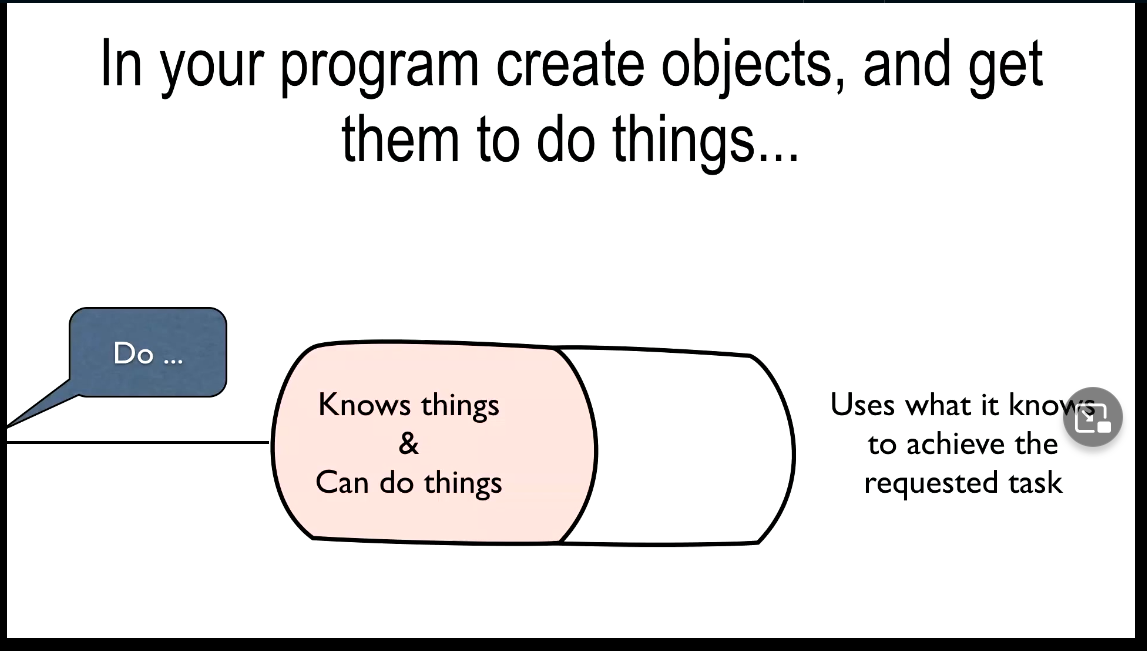 In your program create objects, and get
them to do things...
Do ...
Knows things
&
Can do things
Uses what it knows
to achieve the
requested task